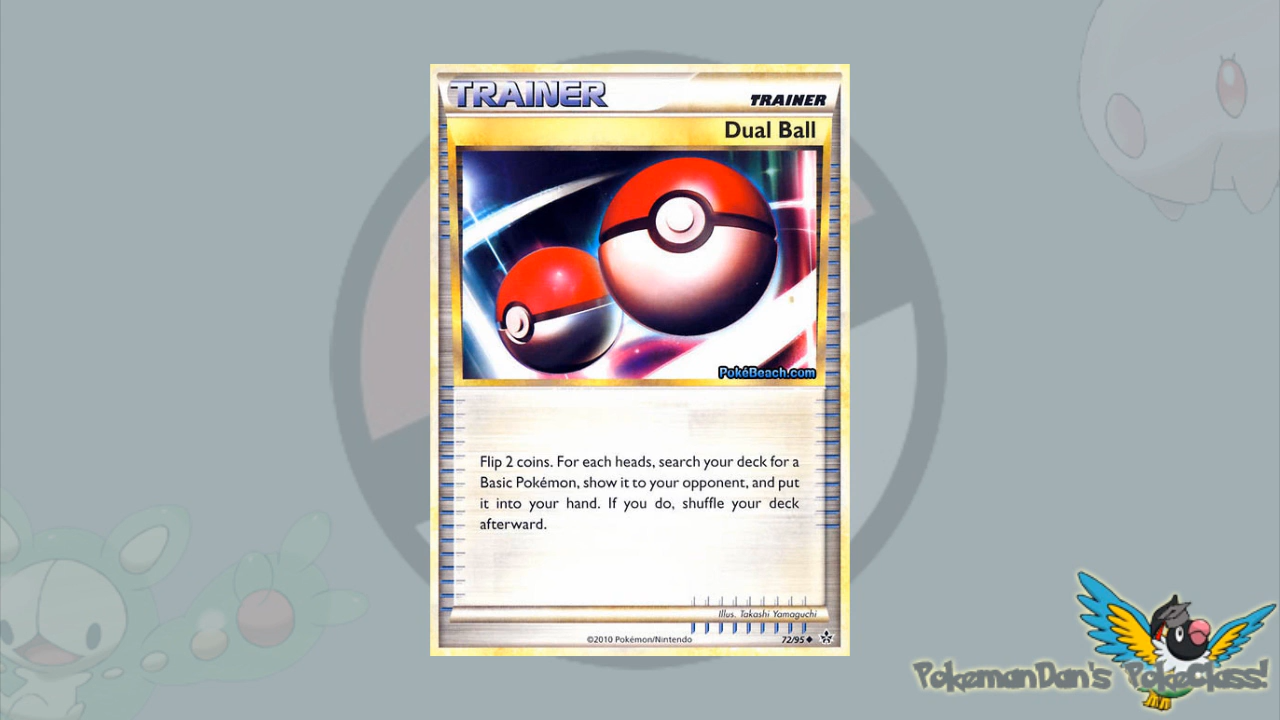 TRAINER
TRAINER
Dual Ball
PokéBeach.com
Flip 2 coins. For each heads, search your deck for a
Basic Pokémon, show it to your opponent, and put
it into your hand. If you do, shuffle your deck
afterward.
Illus. Takashi Yamaguchi
©2010 Pokémon/Nintendo
72/95
PokemanDan's PokeClass!